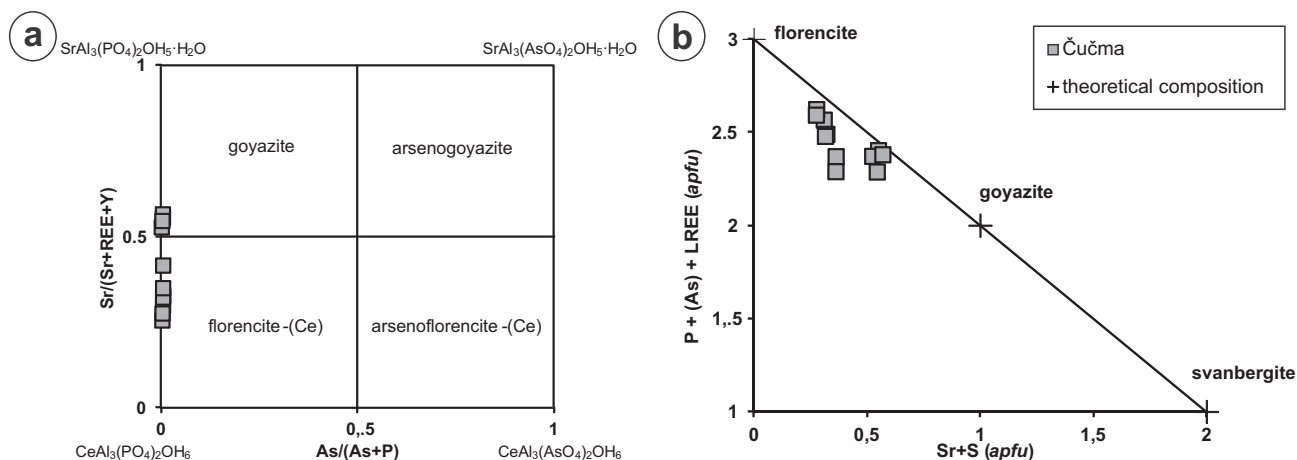 a
SrAl₃(PO₄)₂OH₅·H₂O
SrAl₃(AsO₄)₂OH₅·H₂O
1
goyazite
arsenogoyazite
Sr/(Sr+REE+Y)
0.5
florencite-(Ce)
arsenoflorencite-(Ce)
0
0 0,.5 1
CeAl₃(PO₄)₂OH₆
As/(As+P)
CeAl₃(AsO₄)₂OH₆
b
3
florencite
Čučma
theoretical composition
2.5
P + (As) + LREE (apfu)
goyazite
2
1,5
svanbergite
1
0 0,5 1 1,5 2
Sr+S (apfu)